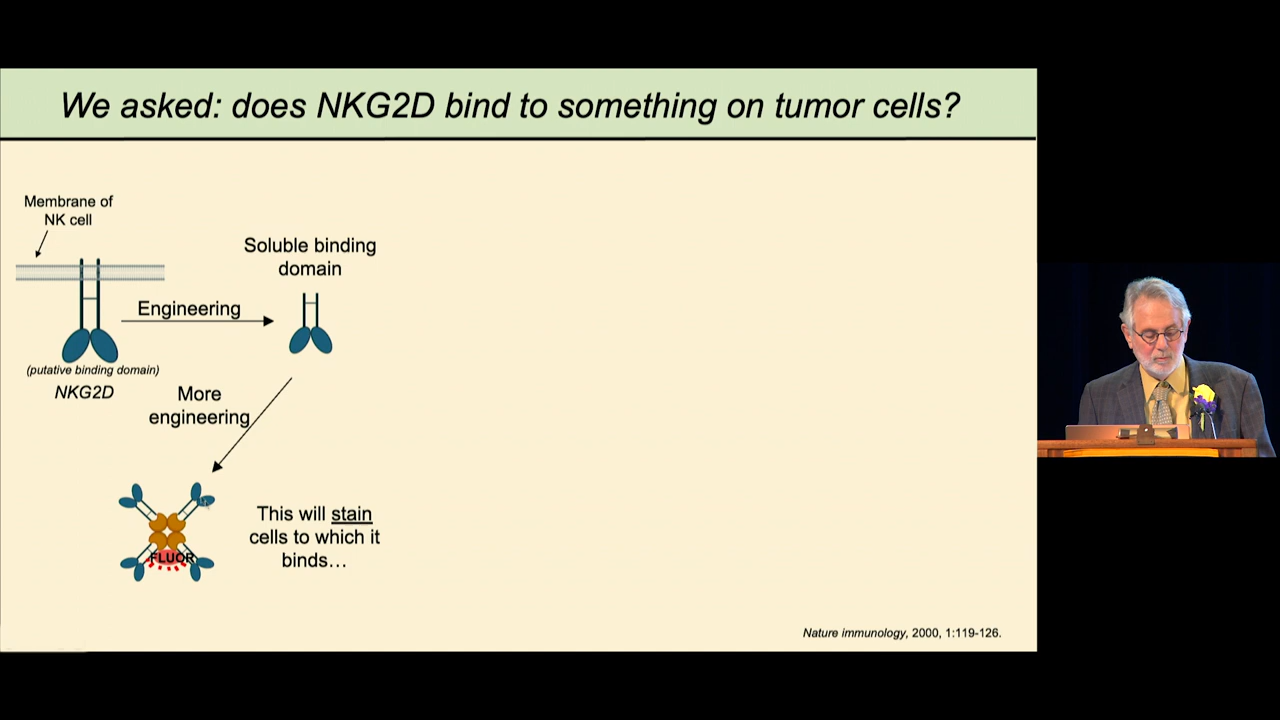 We asked: does NKG2D bind to something on tumor cells?
Membrane of
NK cell
Soluble binding
domain
Engineering
(putative binding domain)
NKG2D
More
engineering
This will stain
cells to which it
binds…
FLUOR
Nature immunology, 2000, 1:119-126.